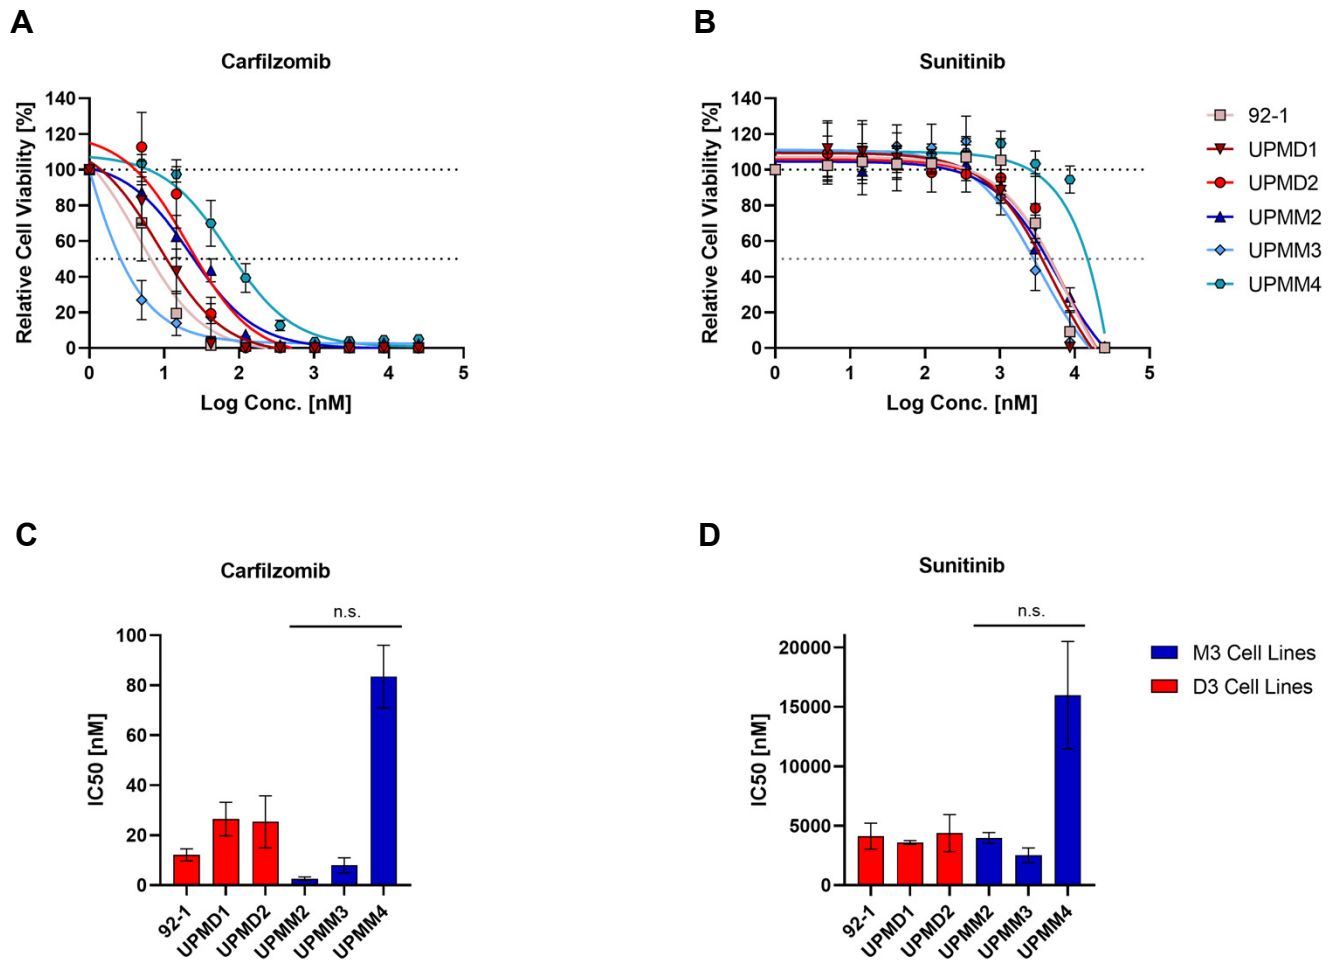 A
Carfilzomib
Relative Cell Viability [%]
140
120
100
80
60
40
20
0
0 1 2 3 4 5
Log Conc. [nM]
B
Sunitinib
Relative Cell Viability [%]
140
120
100
80
60
40
20
0
0 1 2 3 4 5
Log Conc. [nM]
92-1
UPMD1
UPMD2
UPMM2
UPMM3
UPMM4
C
Carfilzomib
n.s.
IC50 [nM]
100
80
60
40
20
0
92-1
UPMD1
UPMD2
UPMM2
UPMM3
UPMM4
D
Sunitinib
n.s.
IC50 [nM]
20000
15000
10000
5000
0
92-1
UPMD1
UPMD2
UPMM2
UPMM3
UPMM4
M3 Cell Lines
D3 Cell Lines